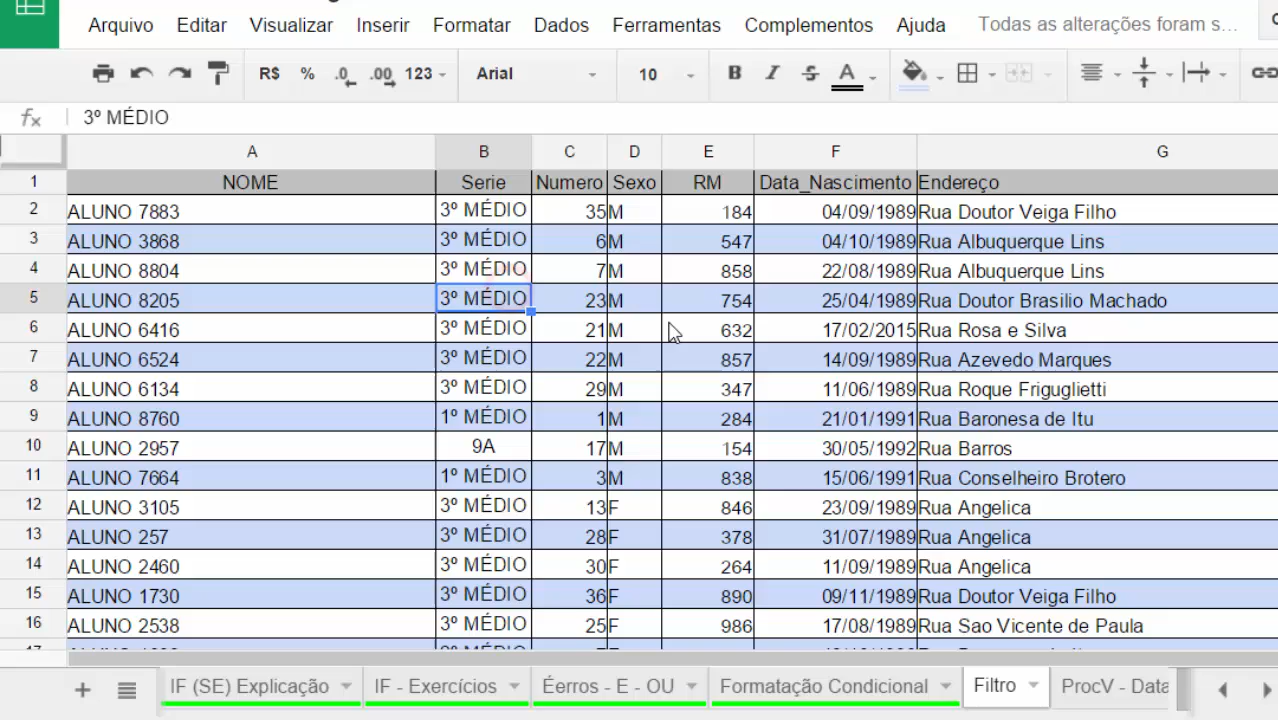 Arquivo Editar Visualizar Inserir Formatar Dados Ferramentas Complementos Ajuda Todas as alterações foram s...
R$ % .0 .00 123 Arial 10 B I S A
fx 3º MÉDIO
A B C D E F G
1 NOME Serie Numero Sexo RM Data_Nascimento Endereço
2 ALUNO 7883 3º MÉDIO 35 M 184 04/09/1989 Rua Doutor Veiga Filho
3 ALUNO 3868 3º MÉDIO 6 M 547 04/10/1989 Rua Albuquerque Lins
4 ALUNO 8804 3º MÉDIO 7 M 858 22/08/1989 Rua Albuquerque Lins
5 ALUNO 8205 3º MÉDIO 23 M 754 25/04/1989 Rua Doutor Brasilio Machado
6 ALUNO 6416 3º MÉDIO 21 M 632 17/02/2015 Rua Rosa e Silva
7 ALUNO 6524 3º MÉDIO 22 M 857 14/09/1989 Rua Azevedo Marques
8 ALUNO 6134 3º MÉDIO 29 M 347 11/06/1989 Rua Roque Friguglietti
9 ALUNO 8760 1º MÉDIO 1 M 284 21/01/1991 Rua Baronesa de Itu
10 ALUNO 2957 9A 17 M 154 30/05/1992 Rua Barros
11 ALUNO 7664 1º MÉDIO 3 M 838 15/06/1991 Rua Conselheiro Brotero
12 ALUNO 3105 3º MÉDIO 13 F 846 23/09/1989 Rua Angelica
13 ALUNO 257 3º MÉDIO 28 F 378 31/07/1989 Rua Angelica
14 ALUNO 2460 3º MÉDIO 30 F 264 11/09/1989 Rua Angelica
15 ALUNO 1730 3º MÉDIO 36 F 890 09/11/1989 Rua Doutor Veiga Filho
16 ALUNO 2538 3º MÉDIO 25 F 986 17/08/1989 Rua Sao Vicente de Paula
IF (SE) Explicação IF - Exercícios Éerros - E - OU Formatação Condicional Filtro ProcV - Data